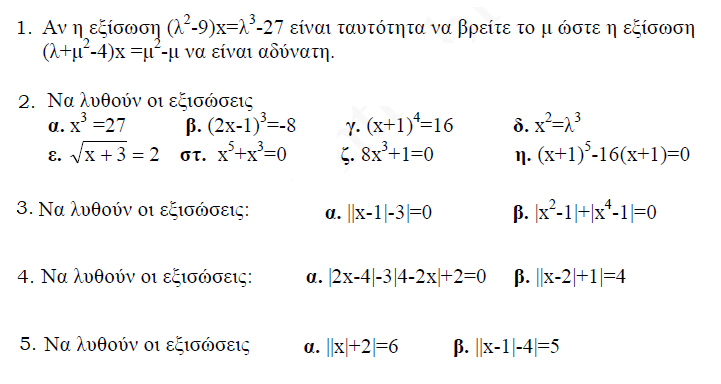 1. Αν η εξίσωση (λ²-9)x=λ³-27 είναι ταυτότητα να βρείτε το μ ώστε η εξίσωση
(λ+μ²-4)x =μ²-μ να είναι αδύνατη.
2. Να λυθούν οι εξισώσεις
α. x³ =27 β. (2x-1)³=-8 γ. (x+1)⁴=16 δ. x²=λ³
ε. √(x + 3) = 2 στ. x⁵+x³=0 ζ. 8x³+1=0 η. (x+1)⁵-16(x+1)=0
3. Να λυθούν οι εξισώσεις: α. ||x-1|-3|=0 β. |x²-1|+|x⁴-1|=0
4. Να λυθούν οι εξισώσεις: α. |2x-4|-3|4-2x|+2=0 β. ||x-2|+1|=4
5. Να λυθούν οι εξισώσεις α. ||x|+2|=6 β. ||x-1|-4|=5